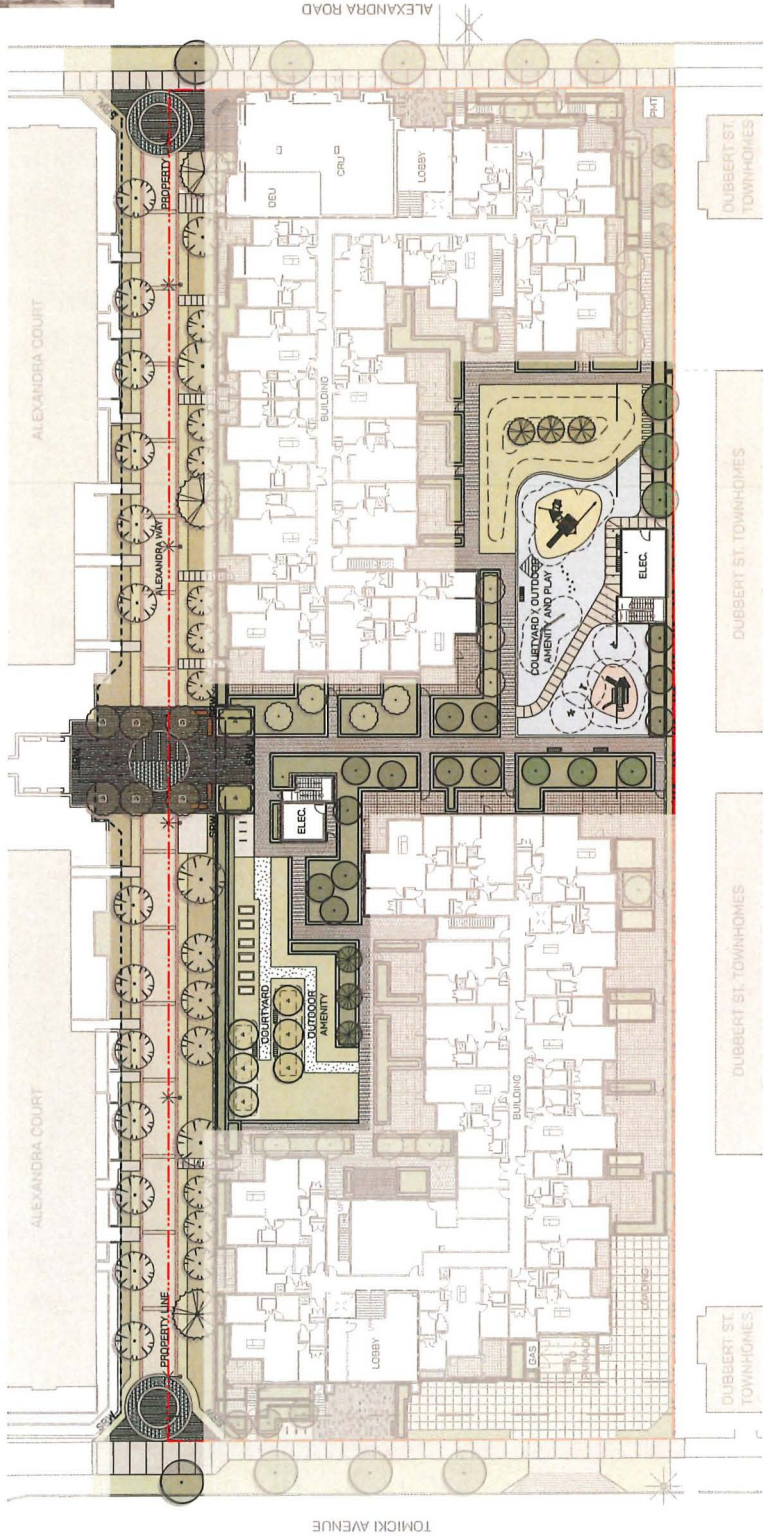 ALEXANDRA ROAD
PROPERTY
PMT
DUBBERT ST.
TOWNHOMES
DEU
CRU
LOBBY
ALEXANDRA COURT
BUILDING
ALEXANDRA WAY
COURTYARD / OUTDOOR
AMENITY AND PLAY
ELEC.
DUBBERT ST. TOWNHOMES
SRW
SRW
ELEC.
COURTYARD
OUTDOOR
AMENITY
BUILDING
DUBBERT ST. TOWNHOMES
ALEXANDRA COURT
PROPERTY LINE
LOBBY
GAS
LOADING
DUBBERT ST.
TOWNHOMES
TOMICKI AVENUE